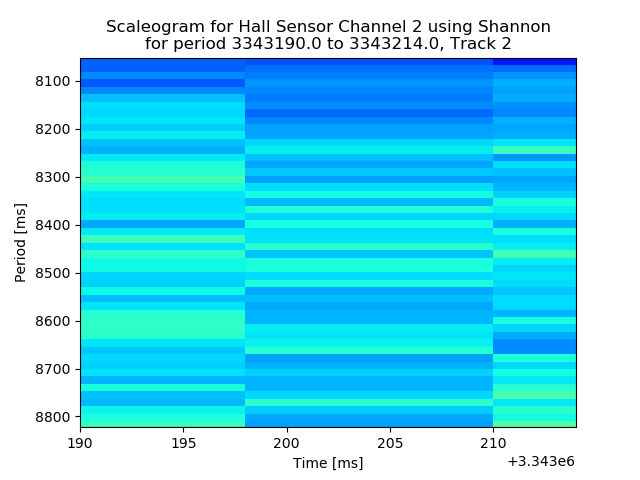 Scaleogram for Hall Sensor Channel 2 using Shannon
for period 3343190.0 to 3343214.0, Track 2
8100
8200
8300
8400
8500
8600
8700
8800
Period [ms]
190
195
200
205
210
Time [ms]
+3.343e6